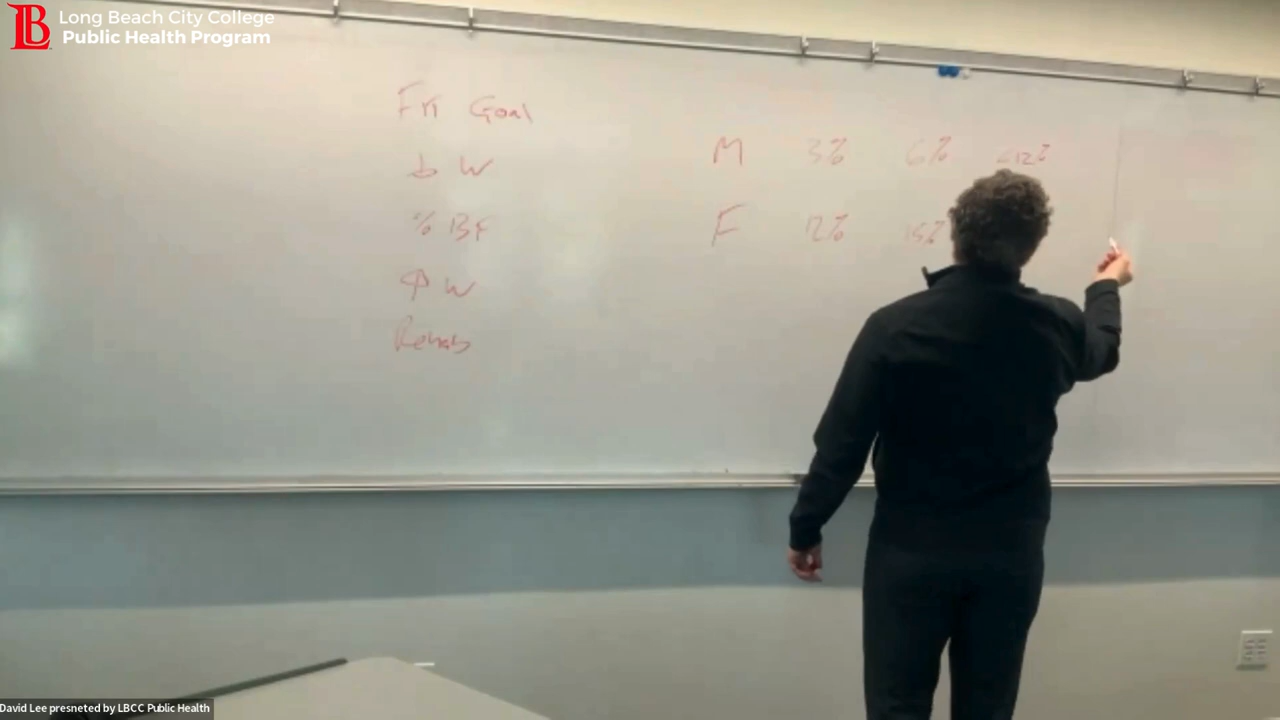 Long Beach City College
Public Health Program
Fit Goal
↓ W
% BF
↑ W
Rehab
M 3% 6% <12%
F 12% 15%
David Lee presneted by LBCC Public Health